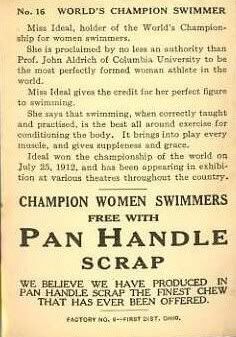 No. 16 WORLD'S CHAMPION SWIMMER
Miss Ideal, holder of the World's Champion-
ship for women swimmers.
She is proclaimed by no less an authority than
Prof. John Aldrich of Columbia University to be
the most perfectly formed woman athlete in the
world.
Miss Ideal gives the credit for her perfect figure
to swimming.
She says that swimming, when correctly taught
and practised, is the best all around exercise for
conditioning the body. It brings into play every
muscle, and gives suppleness and grace.
Ideal won the championship of the world on
July 25, 1912, and has been appearing in exhibi-
tion at various theatres throughout the country.
CHAMPION WOMEN SWIMMERS
FREE WITH
PAN HANDLE
SCRAP
WE BELIEVE WE HAVE PRODUCED IN
PAN HANDLE SCRAP THE FINEST CHEW
THAT HAS EVER BEEN OFFERED.
FACTORY NO. —FIRST DIST. OHIO.